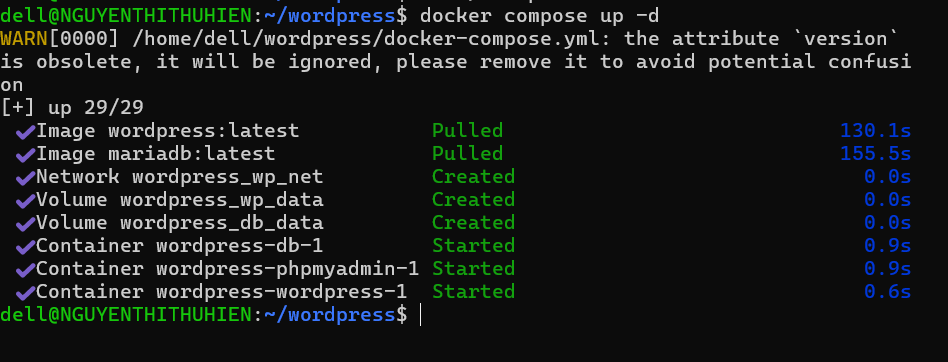 dell@NGUYENTHITHUHIEN:~/wordpress$ docker compose up -d
WARN[0000] /home/dell/wordpress/docker-compose.yml: the attribute `version`
is obsolete, it will be ignored, please remove it to avoid potential confusi
on
[+] up 29/29
✔Image wordpress:latest Pulled 130.1s
✔Image mariadb:latest Pulled 155.5s
✔Network wordpress_wp_net Created 0.0s
✔Volume wordpress_wp_data Created 0.0s
✔Volume wordpress_db_data Created 0.0s
✔Container wordpress-db-1 Started 0.9s
✔Container wordpress-phpmyadmin-1 Started 0.9s
✔Container wordpress-wordpress-1 Started 0.6s
dell@NGUYENTHITHUHIEN:~/wordpress$